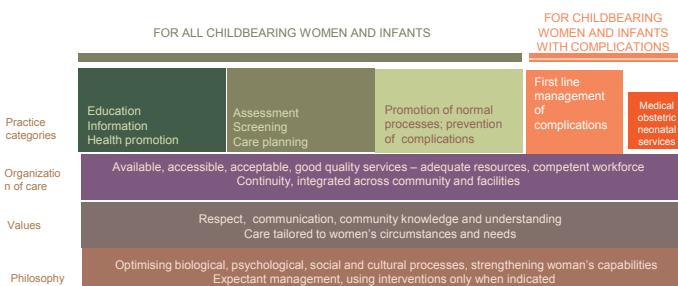 FOR ALL CHILDBEARING WOMEN AND INFANTS
FOR CHILDBEARING
WOMEN AND INFANTS
WITH COMPLICATIONS
Practice
categories
Education
Information
Health promotion
Assessment
Screening
Care planning
Promotion of normal
processes; prevention
of complications
First line
management
of
complications
Medical
obstetric
neonatal
services
Organizatio
n of care
Available, accessible, acceptable, good quality services – adequate resources, competent workforce
Continuity, integrated across community and facilities
Values
Respect, communication, community knowledge and understanding
Care tailored to women's circumstances and needs
Philosophy
Optimising biological, psychological, social and cultural processes, strengthening woman's capabilities
Expectant management, using interventions only when indicated